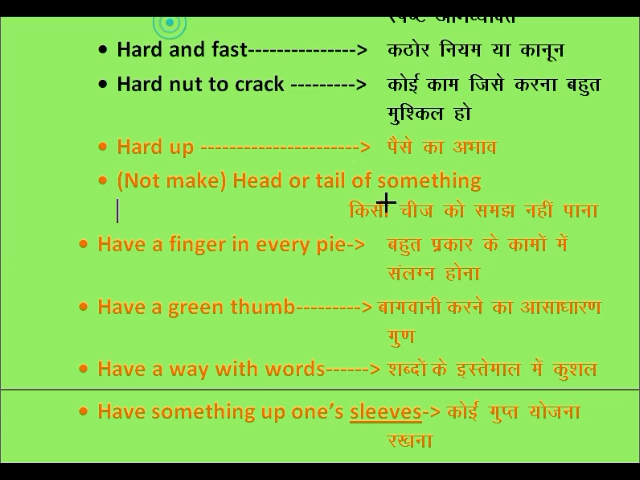 Hard and fast---------------> कठोर नियम या कानून
Hard nut to crack ---------> कोई काम जिसे करना बहुत
मुश्किल हो
Hard up ----------------------> पैसे का अभाव
(Not make) Head or tail of something
किसी चीज को समझ नहीं पाना
Have a finger in every pie-> बहुत प्रकार के कामों में
संलग्न होना
Have a green thumb---------> बागवानी करने का आसाधारण
गुण
Have a way with words------> शब्दों के इस्तेमाल में कुशल
Have something up one’s sleeves-> कोई गुप्त योजना
रखना